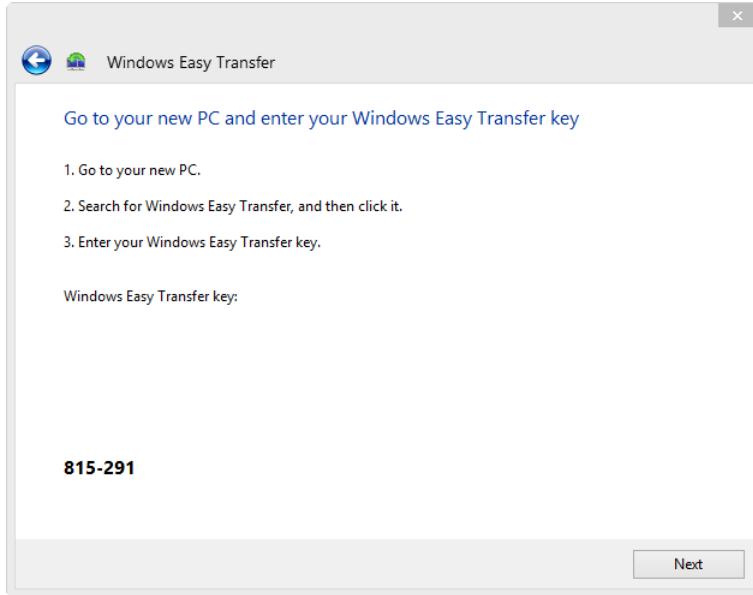 Windows Easy Transfer
Go to your new PC and enter your Windows Easy Transfer key
1. Go to your new PC.
2. Search for Windows Easy Transfer, and then click it.
3. Enter your Windows Easy Transfer key.
Windows Easy Transfer key:
815-291
Next